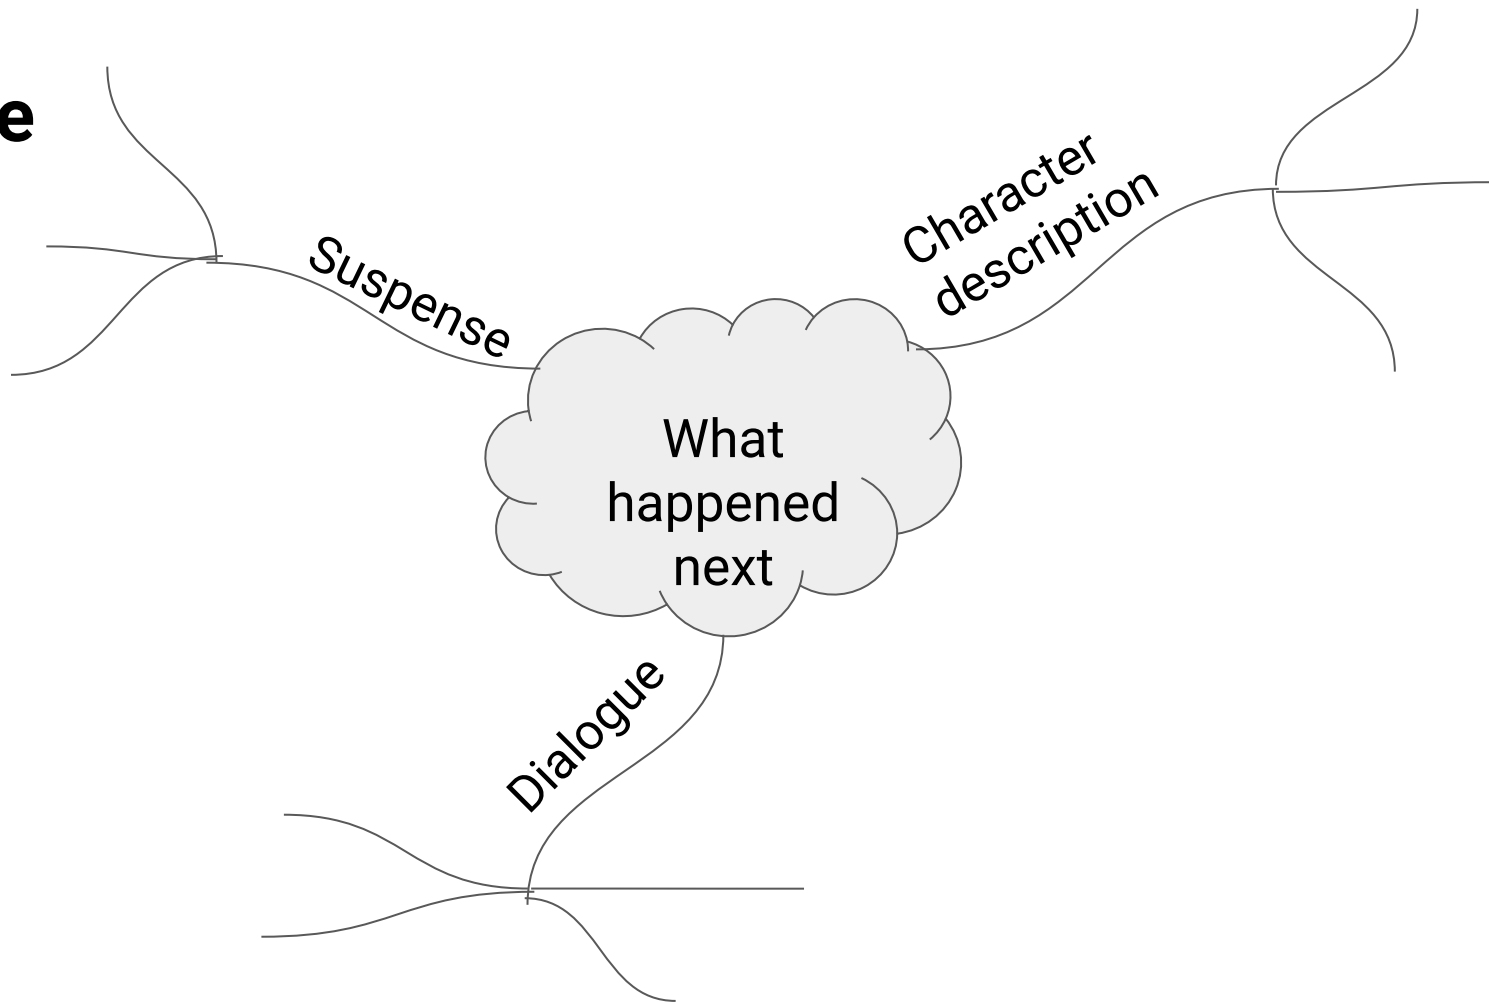 e
Suspense
Character
description
What
happened
next
Dialogue